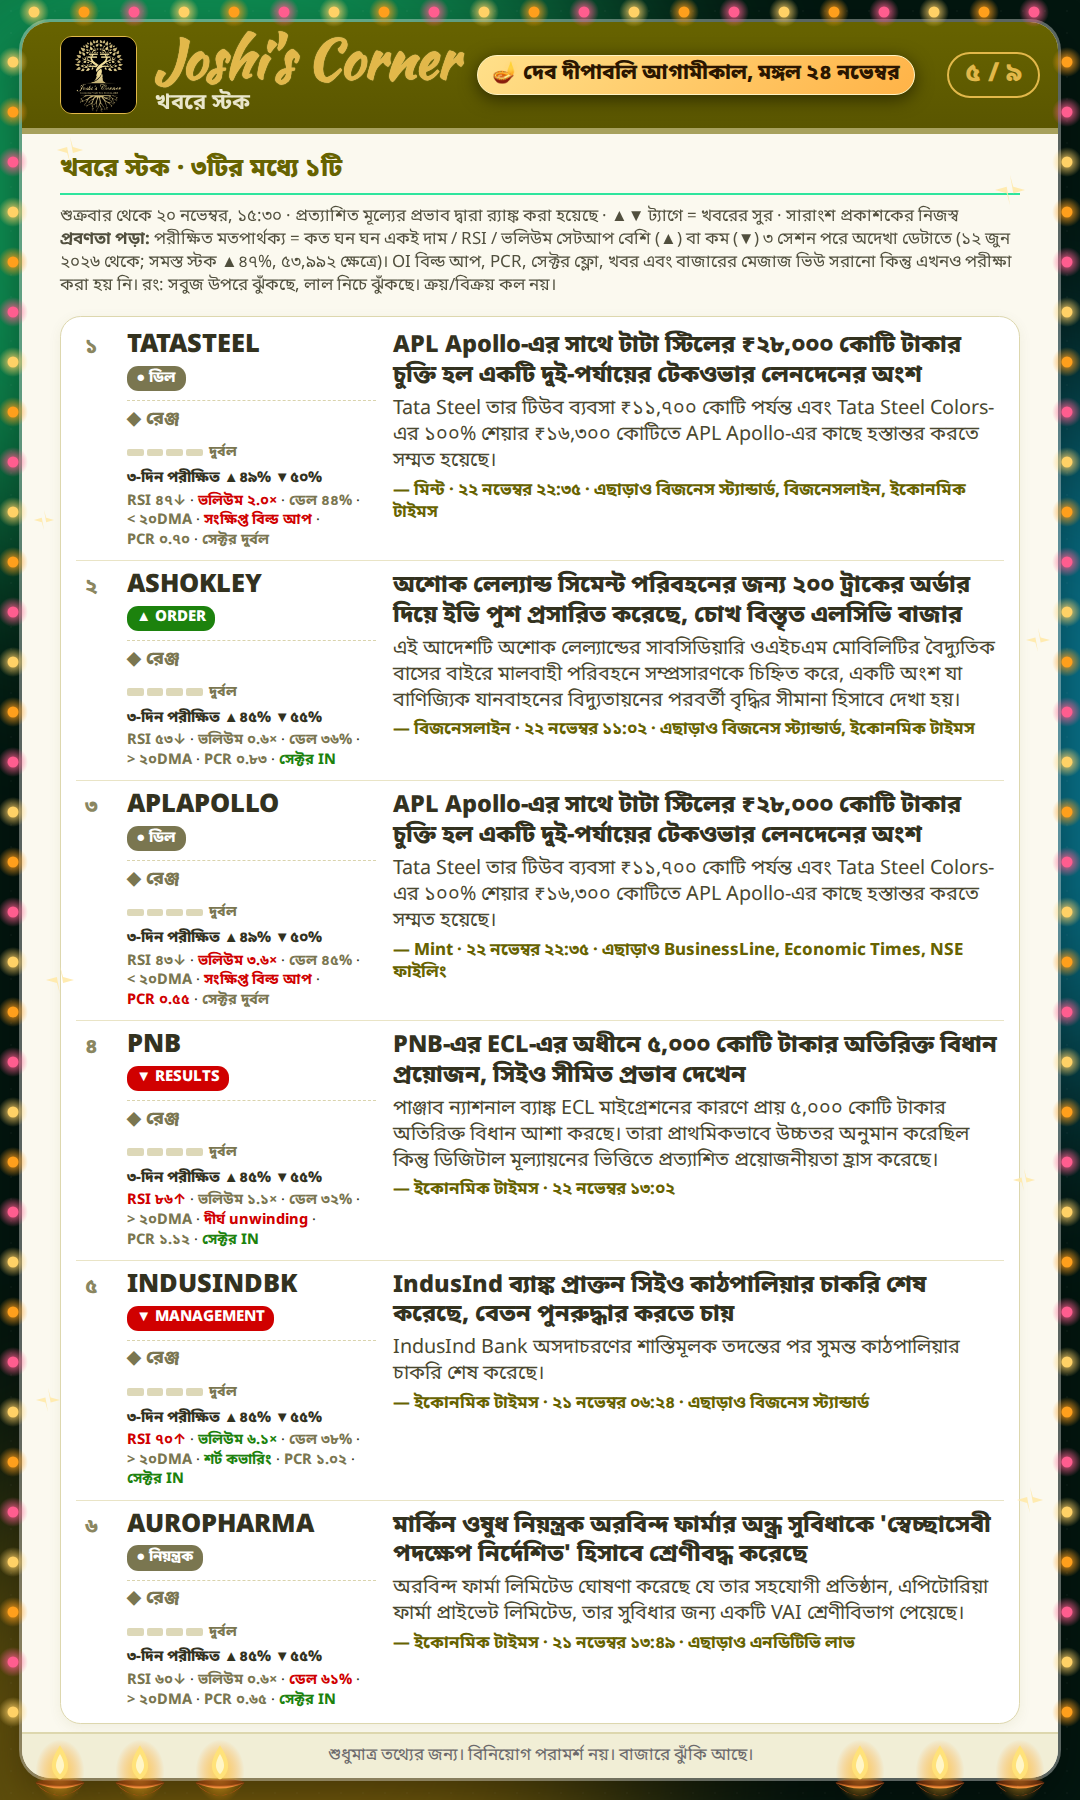 Joshi's Corner
খবরে স্টক
🪔 দেব দীপাবলি আগামীকাল, মঙ্গল ২৪ নভেম্বর
৫ / ৯
খবরে স্টক · ৩টির মধ্যে ১টি
শুক্রবার থেকে ২০ নভেম্বর, ১৫:৩০ · প্রত্যাশিত মূল্যের প্রভাব দ্বারা র‍্যাঙ্ক করা হয়েছে · ▲ ▼ ট্যাগে = খবরের সুর · সারাংশ প্রকাশকের নিজস্ব
প্রবণতা পড়া: পরীক্ষিত মতপার্থক্য = কত ঘন ঘন একই দাম / RSI / ভলিউম সেটআপ বেশি (▲) বা কম (▼) ৩ সেশন পরে অদেখা ডেটাতে (১২ জুন
২০২৬ থেকে; সমস্ত স্টক ▲৪৭%, ৫৩,৯৯২ ক্ষেত্রে)। OI বিল্ড আপ, PCR, সেক্টর ফ্লো, খবর এবং বাজারের মেজাজ ভিউ সরানো কিন্তু এখনও পরীক্ষা
করা হয় নি। রং: সবুজ উপরে ঝুঁকছে, লাল নিচে ঝুঁকছে। ক্রয়/বিক্রয় কল নয়।
১
TATASTEEL
● ডিল
◆ রেঞ্জ
দুর্বল
৩-দিন পরীক্ষিত ▲৪৯% ▼৫০%
RSI ৪৭↓ · ভলিউম ২.০× · ডেল ৪৪% ·
< ২০DMA · সংক্ষিপ্ত বিল্ড আপ ·
PCR ০.৭০ · সেক্টর দুর্বল
APL Apollo-এর সাথে টাটা স্টিলের ₹২৮,০০০ কোটি টাকার
চুক্তি হল একটি দুই-পর্যায়ের টেকওভার লেনদেনের অংশ
Tata Steel তার টিউব ব্যবসা ₹১১,৭০০ কোটি পর্যন্ত এবং Tata Steel Colors-
এর ১০০% শেয়ার ₹১৬,৩০০ কোটিতে APL Apollo-এর কাছে হস্তান্তর করতে
সম্মত হয়েছে।
— মিন্ট · ২২ নভেম্বর ২২:৩৫ · এছাড়াও বিজনেস স্ট্যান্ডার্ড, বিজনেসলাইন, ইকোনমিক
টাইমস
২
ASHOKLEY
▲ ORDER
◆ রেঞ্জ
দুর্বল
৩-দিন পরীক্ষিত ▲৪৫% ▼৫৫%
RSI ৫৩↓ · ভলিউম ০.৬× · ডেল ৩৬% ·
> ২০DMA · PCR ০.৮৩ · সেক্টর IN
অশোক লেল্যান্ড সিমেন্ট পরিবহনের জন্য ২০০ ট্রাকের অর্ডার
দিয়ে ইভি পুশ প্রসারিত করেছে, চোখ বিস্তৃত এলসিভি বাজার
এই আদেশটি অশোক লেল্যান্ডের সাবসিডিয়ারি ওএইচএম মোবিলিটির বৈদ্যুতিক
বাসের বাইরে মালবাহী পরিবহনে সম্প্রসারণকে চিহ্নিত করে, একটি অংশ যা
বাণিজ্যিক যানবাহনের বিদ্যুতায়নের পরবর্তী বৃদ্ধির সীমানা হিসাবে দেখা হয়।
— বিজনেসলাইন · ২২ নভেম্বর ১১:০২ · এছাড়াও বিজনেস স্ট্যান্ডার্ড, ইকোনমিক টাইমস
৩
APLAPOLLO
● ডিল
◆ রেঞ্জ
দুর্বল
৩-দিন পরীক্ষিত ▲৪৯% ▼৫০%
RSI ৪৩↓ · ভলিউম ৩.৬× · ডেল ৪৫% ·
< ২০DMA · সংক্ষিপ্ত বিল্ড আপ ·
PCR ০.৫৫ · সেক্টর দুর্বল
APL Apollo-এর সাথে টাটা স্টিলের ₹২৮,০০০ কোটি টাকার
চুক্তি হল একটি দুই-পর্যায়ের টেকওভার লেনদেনের অংশ
Tata Steel তার টিউব ব্যবসা ₹১১,৭০০ কোটি পর্যন্ত এবং Tata Steel Colors-
এর ১০০% শেয়ার ₹১৬,৩০০ কোটিতে APL Apollo-এর কাছে হস্তান্তর করতে
সম্মত হয়েছে।
— Mint · ২২ নভেম্বর ২২:৩৫ · এছাড়াও BusinessLine, Economic Times, NSE
ফাইলিং
৪
PNB
▼ RESULTS
◆ রেঞ্জ
দুর্বল
৩-দিন পরীক্ষিত ▲৪৫% ▼৫৫%
RSI ৮৬↑ · ভলিউম ১.১× · ডেল ৩২% ·
> ২০DMA · দীর্ঘ unwinding ·
PCR ১.১২ · সেক্টর IN
PNB-এর ECL-এর অধীনে ৫,০০০ কোটি টাকার অতিরিক্ত বিধান
প্রয়োজন, সিইও সীমিত প্রভাব দেখেন
পাঞ্জাব ন্যাশনাল ব্যাঙ্ক ECL মাইগ্রেশনের কারণে প্রায় ৫,০০০ কোটি টাকার
অতিরিক্ত বিধান আশা করছে। তারা প্রাথমিকভাবে উচ্চতর অনুমান করেছিল
কিন্তু ডিজিটাল মূল্যায়নের ভিত্তিতে প্রত্যাশিত প্রয়োজনীয়তা হ্রাস করেছে।
— ইকোনমিক টাইমস · ২২ নভেম্বর ১৩:০২
৫
INDUSINDBK
▼ MANAGEMENT
◆ রেঞ্জ
দুর্বল
৩-দিন পরীক্ষিত ▲৪৫% ▼৫৫%
RSI ৭০↑ · ভলিউম ৬.১× · ডেল ৩৮% ·
> ২০DMA · শর্ট কভারিং · PCR ১.০২ ·
সেক্টর IN
IndusInd ব্যাঙ্ক প্রাক্তন সিইও কাঠপালিয়ার চাকরি শেষ
করেছে, বেতন পুনরুদ্ধার করতে চায়
IndusInd Bank অসদাচরণের শাস্তিমূলক তদন্তের পর সুমন্ত কাঠপালিয়ার
চাকরি শেষ করেছে।
— ইকোনমিক টাইমস · ২১ নভেম্বর ০৬:২৪ · এছাড়াও বিজনেস স্ট্যান্ডার্ড
৬
AUROPHARMA
● নিয়ন্ত্রক
◆ রেঞ্জ
দুর্বল
৩-দিন পরীক্ষিত ▲৪৫% ▼৫৫%
RSI ৬০↓ · ভলিউম ০.৬× · ডেল ৬১% ·
> ২০DMA · PCR ০.৬৫ · সেক্টর IN
মার্কিন ওষুধ নিয়ন্ত্রক অরবিন্দ ফার্মার অন্ধ্র সুবিধাকে 'স্বেচ্ছাসেবী
পদক্ষেপ নির্দেশিত' হিসাবে শ্রেণীবদ্ধ করেছে
অরবিন্দ ফার্মা লিমিটেড ঘোষণা করেছে যে তার সহযোগী প্রতিষ্ঠান, এপিটোরিয়া
ফার্মা প্রাইভেট লিমিটেড, তার সুবিধার জন্য একটি VAI শ্রেণীবিভাগ পেয়েছে।
— ইকোনমিক টাইমস · ২১ নভেম্বর ১৩:৪৯ · এছাড়াও এনডিটিভি লাভ
শুধুমাত্র তথ্যের জন্য। বিনিয়োগ পরামর্শ নয়। বাজারে ঝুঁকি আছে।